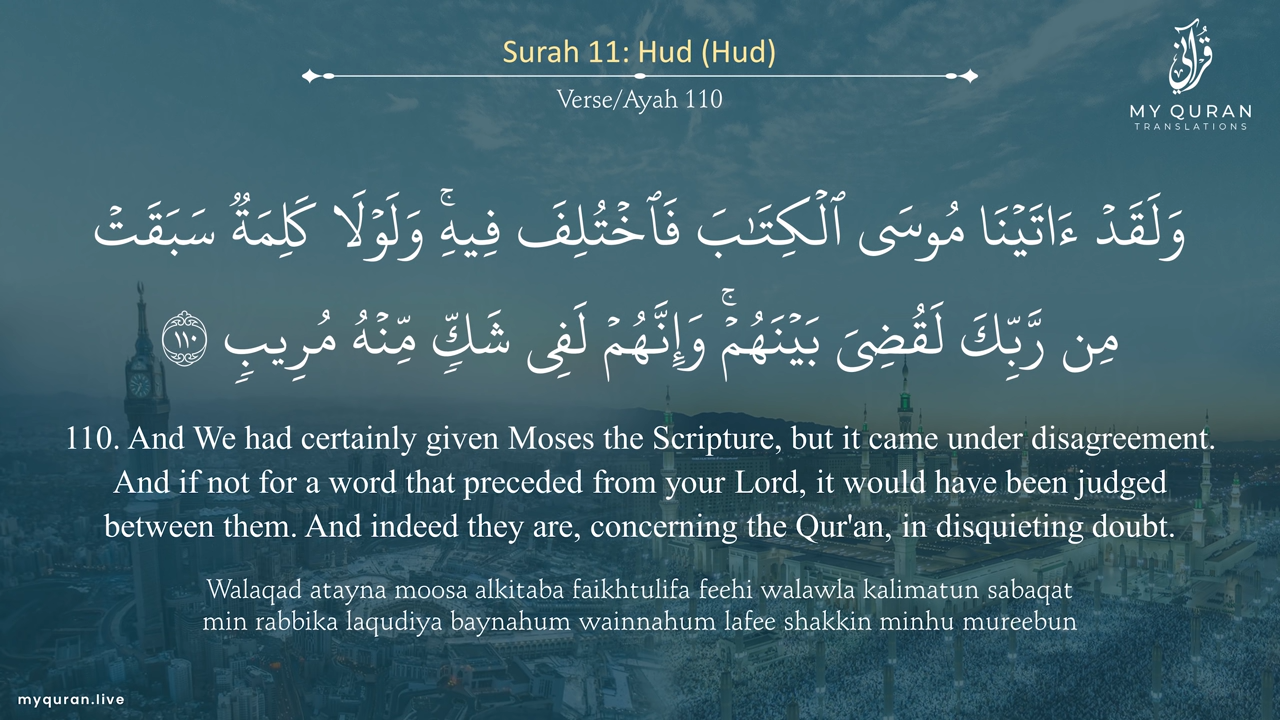 Surah 11: Hud (Hud)
Verse/Ayah 110
قرآني
MY QURAN
TRANSLATIONS
وَلَقَدْ ءَاتَيْنَا مُوسَى ٱلْكِتَـٰبَ فَٱخْتُلِفَ فِيهِ ۚ وَلَوْلَا كَلِمَةٌ سَبَقَتْ
مِن رَّبِّكَ لَقُضِىَ بَيْنَهُمْ ۚ وَإِنَّهُمْ لَفِى شَكٍّ مِّنْهُ مُرِيبٍ ١١٠
110. And We had certainly given Moses the Scripture, but it came under disagreement.
And if not for a word that preceded from your Lord, it would have been judged
between them. And indeed they are, concerning the Qur'an, in disquieting doubt.
Walaqad atayna moosa alkitaba faikhtulifa feehi walawla kalimatun sabaqat
min rabbika laqudiya baynahum wainnahum lafee shakkin minhu mureebun
myquran.live